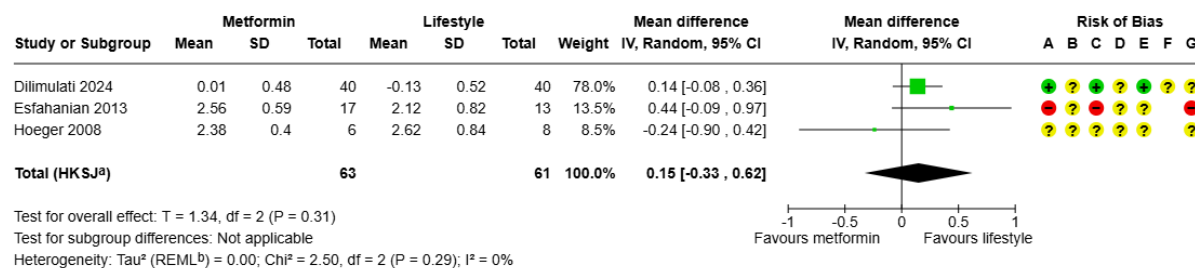 Metformin Lifestyle Mean difference Mean difference Risk of Bias
Study or Subgroup Mean SD Total Mean SD Total Weight IV, Random, 95% CI IV, Random, 95% CI A B C D E F G
Dilimulati 2024 0.01 0.48 40 -0.13 0.52 40 78.0% 0.14 [-0.08 , 0.36] + ? + ? + ? ?
Esfahanian 2013 2.56 0.59 17 2.12 0.82 13 13.5% 0.44 [-0.09 , 0.97] − ? − ? ? −
Hoeger 2008 2.38 0.4 6 2.62 0.84 8 8.5% -0.24 [-0.90 , 0.42] ? ? ? ? ? ?
Total (HKSJª) 63 61 100.0% 0.15 [-0.33 , 0.62]
Test for overall effect: T = 1.34, df = 2 (P = 0.31)
Test for subgroup differences: Not applicable
Heterogeneity: Tau² (REMLᵇ) = 0.00; Chi² = 2.50, df = 2 (P = 0.29); I² = 0%
-1 -0.5 0 0.5 1
Favours metformin Favours lifestyle